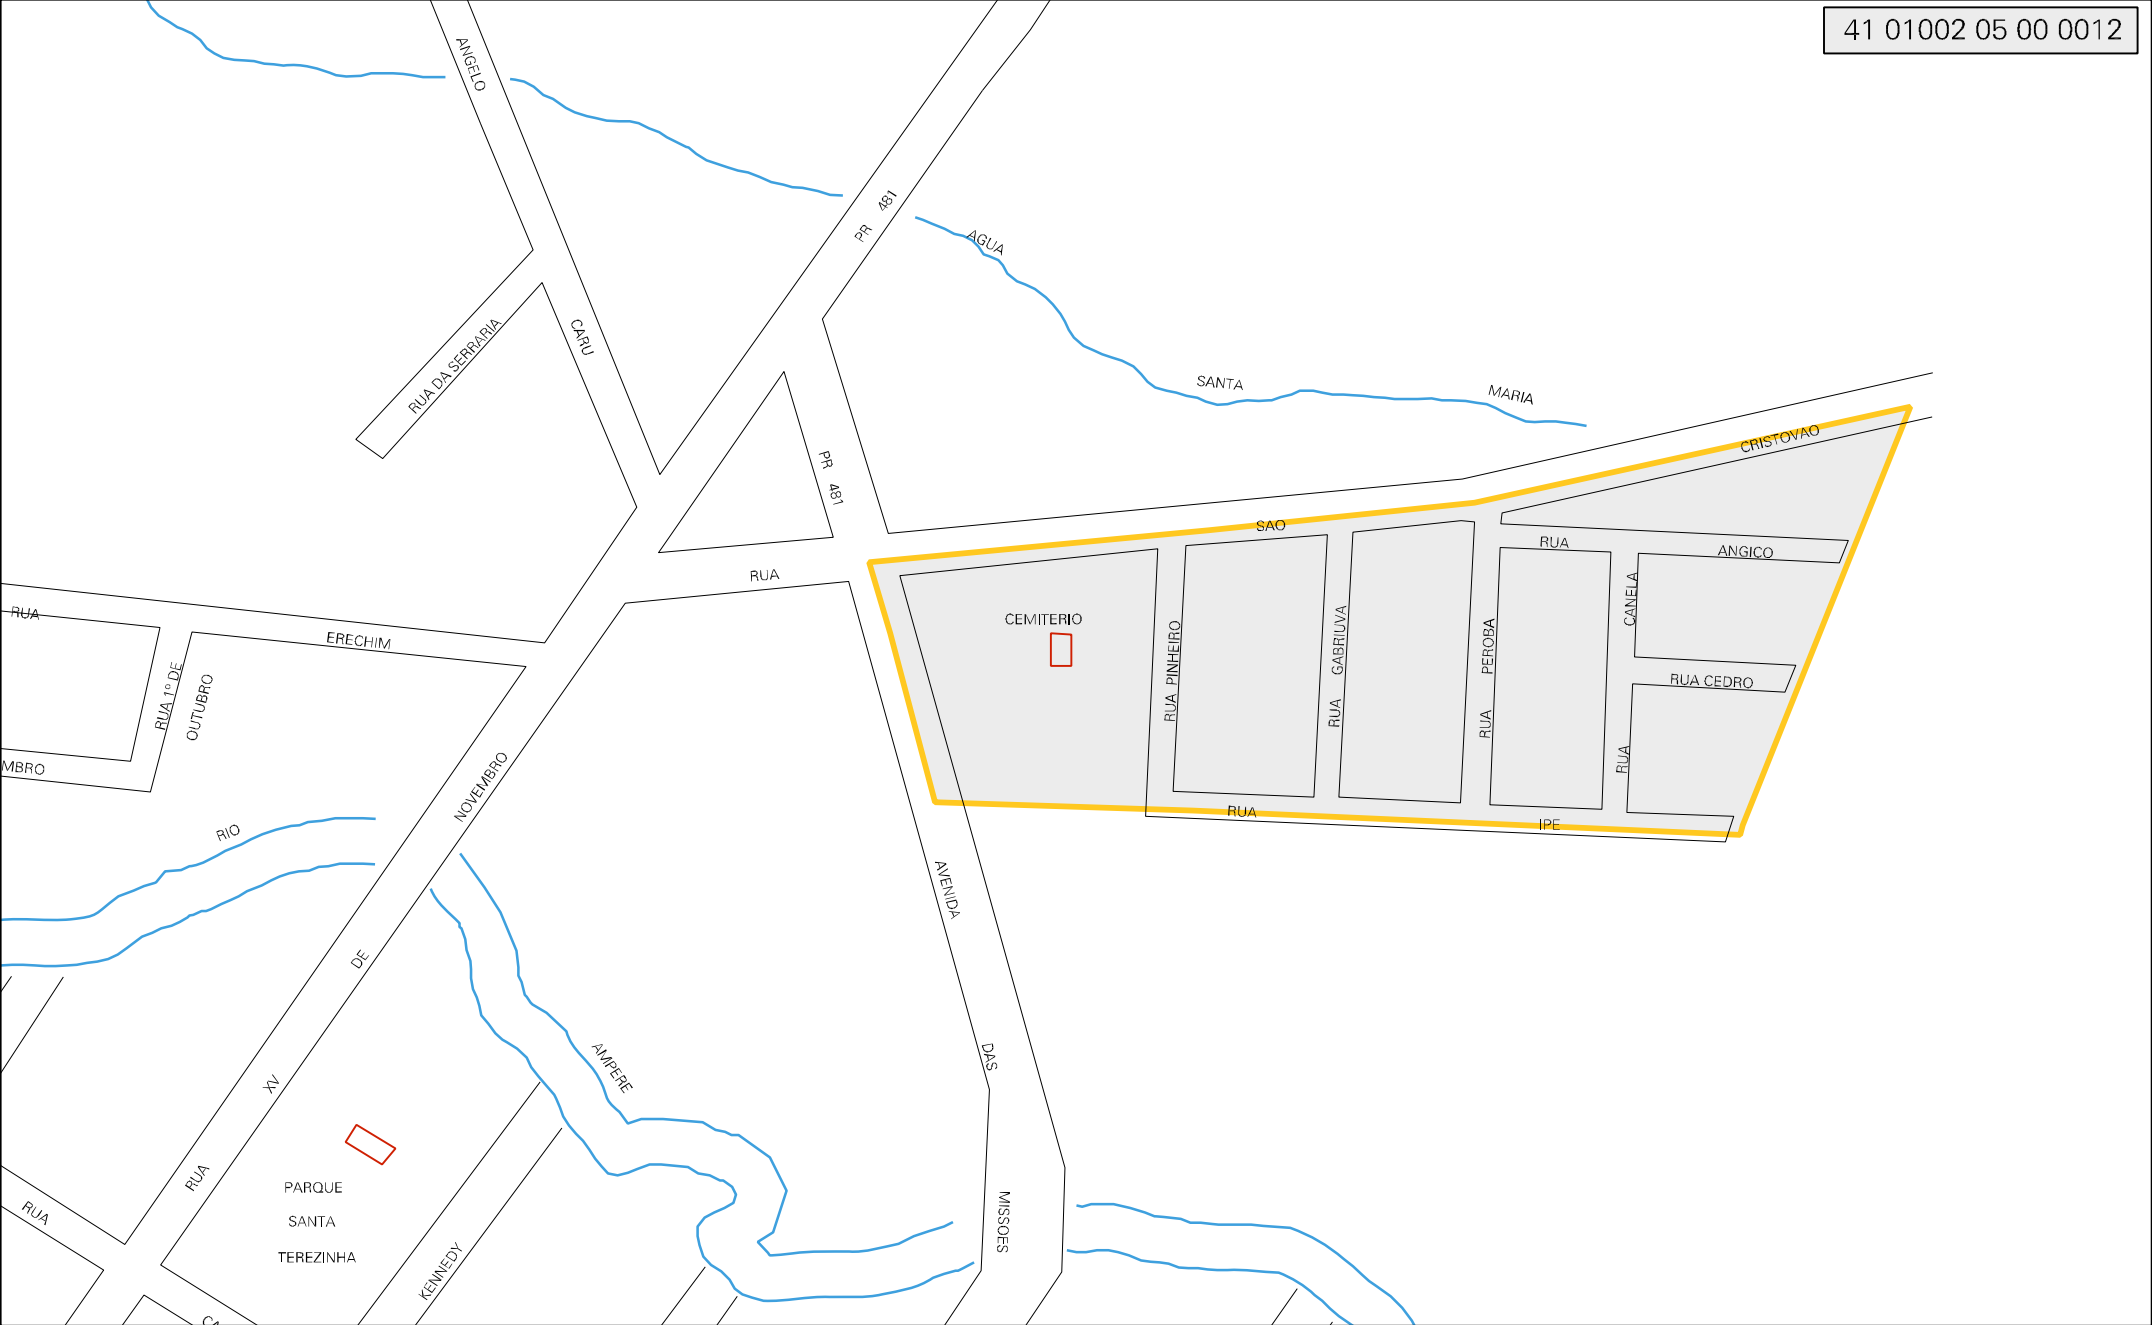 41 01002 05 00 0012
ANGELO
CARU
RUA DA SERRARIA
PR 481
AGUA
SANTA
MARIA
PR 481
CRISTOVAO
SAO
RUA
RUA
ANGICO
CANELA
RUA
RUA CEDRO
CEMITERIO
RUA PINHEIRO
RUA GABRIUVA
RUA PEROBA
RUA
IPE
RUA
ERECHIM
RUA 1º DE
OUTUBRO
MBRO
RIO
NOVEMBRO
DE
XV
RUA
AMPERE
AVENIDA
DAS
MISSOES
PARQUE
SANTA
TEREZINHA
KENNEDY
RUA
CA